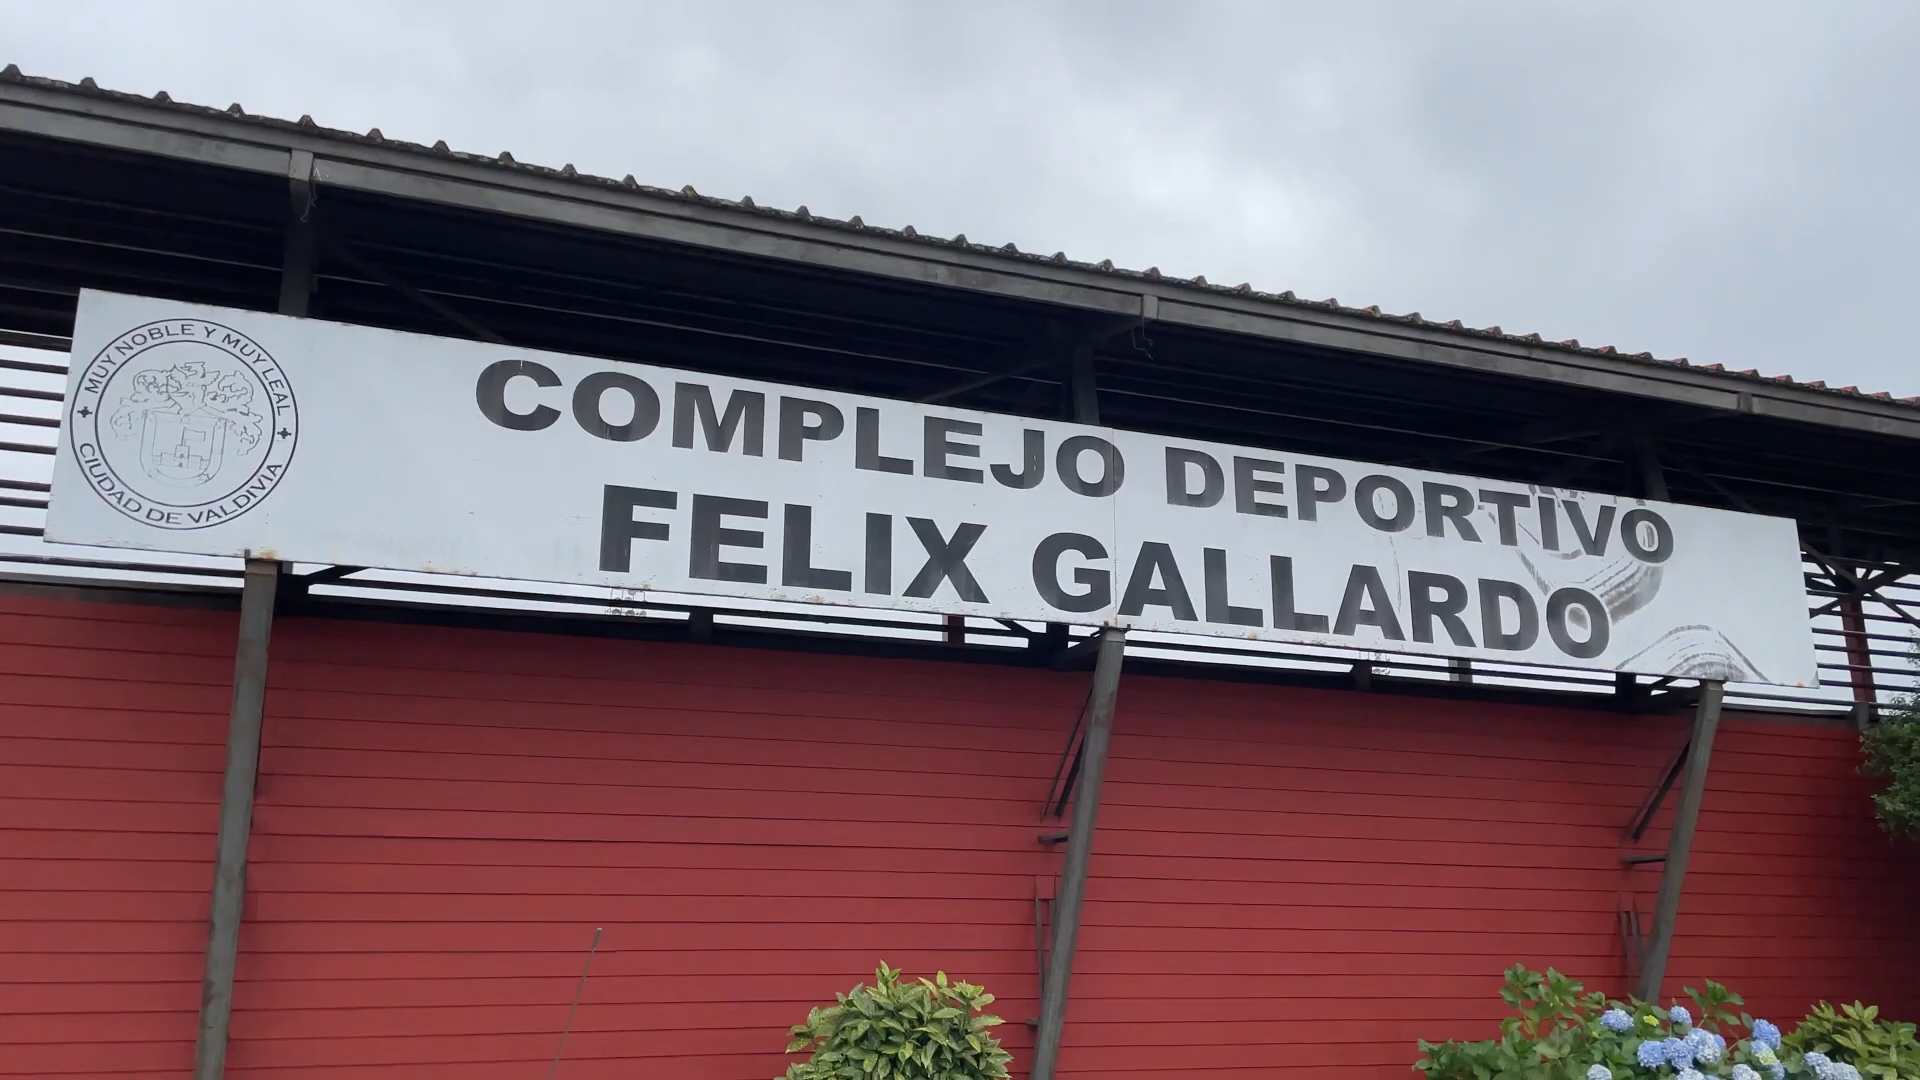 MUY NOBLE Y MUY LEAL
CIUDAD DE VALDIVIA
COMPLEJO DEPORTIVO
FELIX GALLARDO